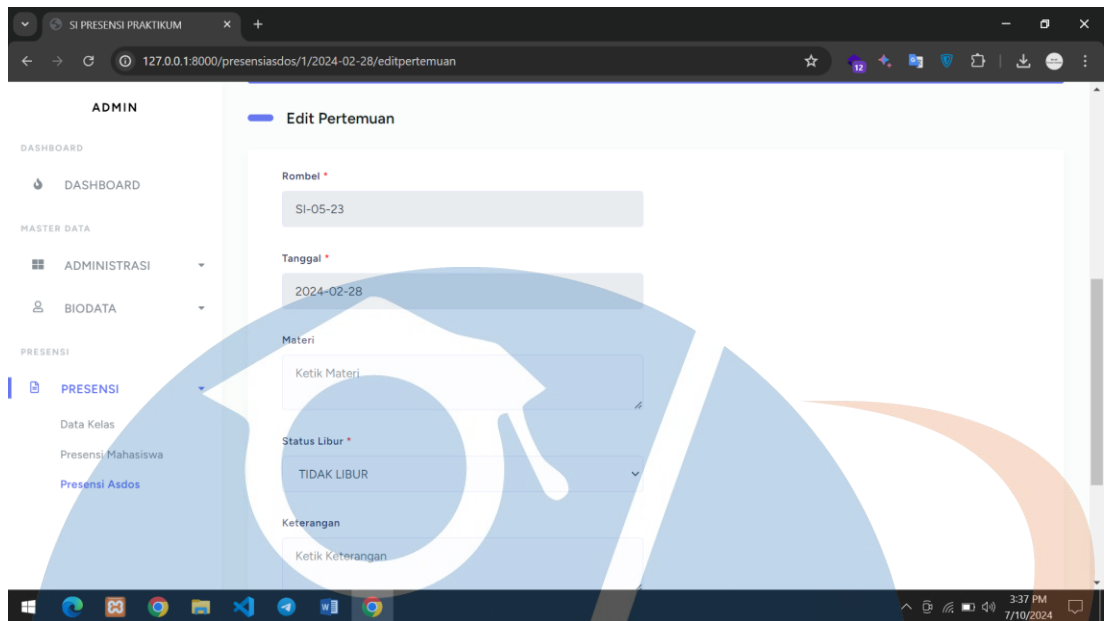 SI PRESENSI PRAKTIKUM
127.0.0.1:8000/presensiasdos/1/2024-02-28/editpertemuan
12
ADMIN
DASHBOARD
DASHBOARD
MASTER DATA
ADMINISTRASI
BIODATA
PRESENSI
PRESENSI
Data Kelas
Presensi Mahasiswa
Presensi Asdos
Edit Pertemuan
Rombel *
SI-05-23
Tanggal *
2024-02-28
Materi
Ketik Materi
Status Libur *
TIDAK LIBUR
Keterangan
Ketik Keterangan
3:37 PM
7/10/2024